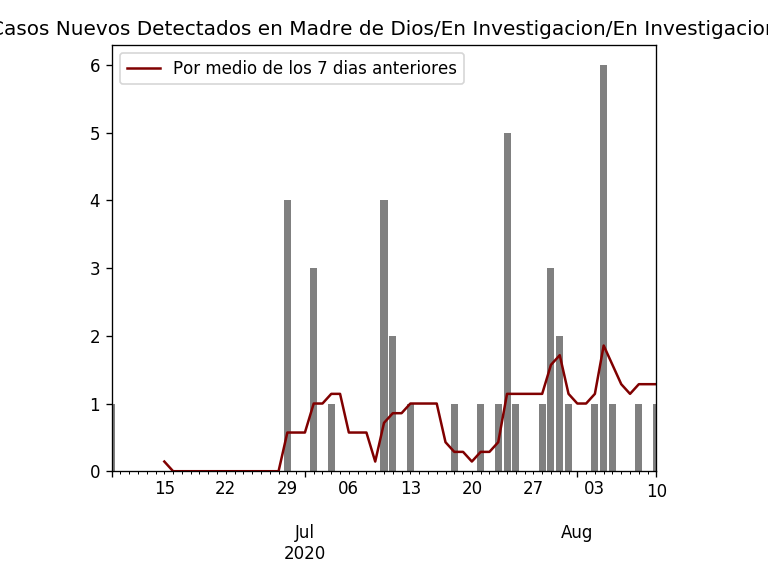 Casos Nuevos Detectados en Madre de Dios/En Investigacion/En Investigacion
Por medio de los 7 dias anteriores
6
5
4
3
2
1
0
15 22 29 06 13 20 27 03 10
Jul Aug
2020